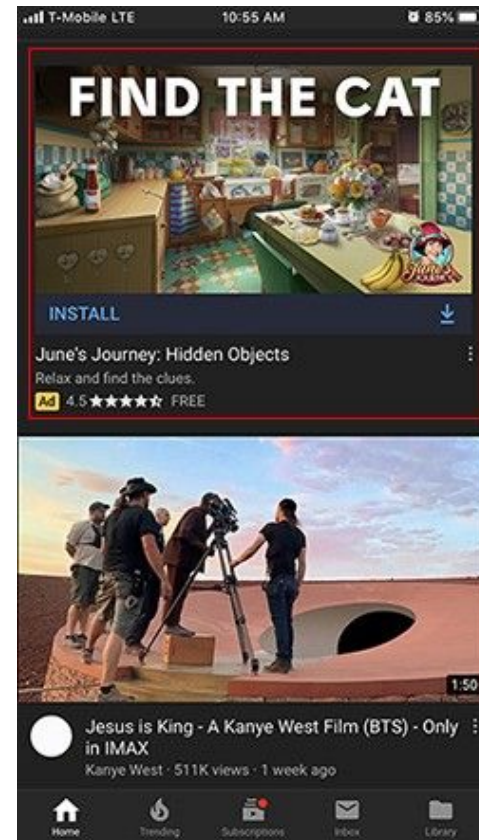 T-Mobile LTE 10:55 AM 85%
FIND THE CAT
June's
JOURNEY
INSTALL
June's Journey: Hidden Objects
Relax and find the clues.
Ad 4.5 FREE
1:50
Jesus is King - A Kanye West Film (BTS) - Only
in IMAX
Kanye West · 511K views · 1 week ago
Home Trending Subscriptions Inbox Library